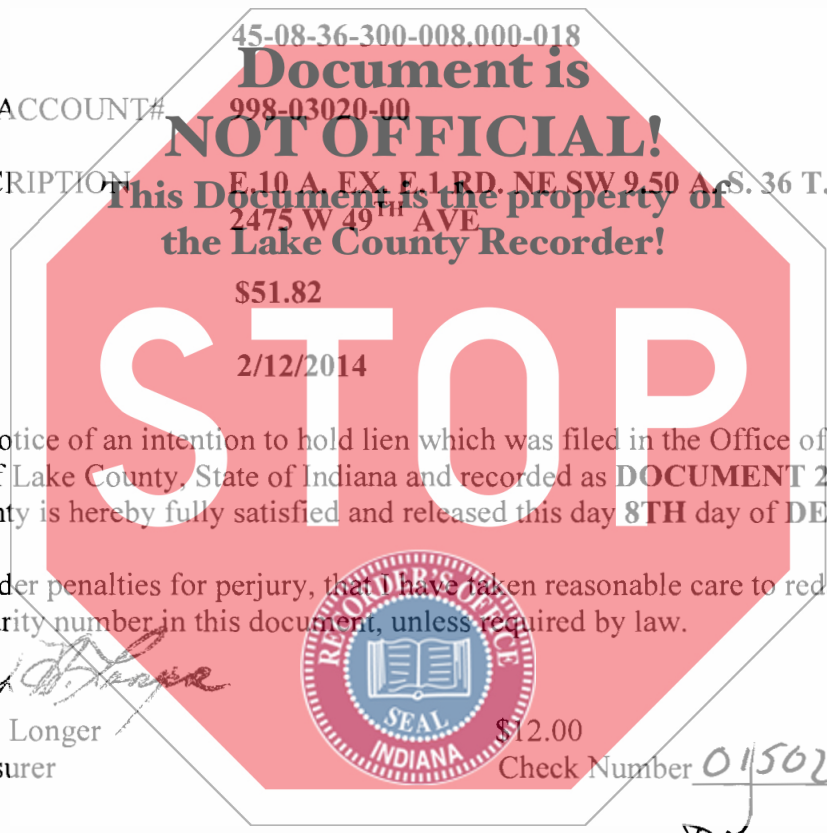 45-08-36-300-008.000-018
Document is
ACCOUNT# 998-03020-00
NOT OFFICIAL!
CRIPTION E.10 A. EX. E.1 RD. NE SW 9.50 A. S. 36 T.
This Document is the property of
2475 W 49TH AVE
the Lake County Recorder!
$51.82
STOP
2/12/2014
otice of an intention to hold lien which was filed in the Office of
f Lake County, State of Indiana and recorded as DOCUMENT 2
nty is hereby fully satisfied and released this day 8TH day of DE
der penalties for perjury, that I have taken reasonable care to red
rity number in this document, unless required by law.
RECORDER'S OFFICE
SEAL
INDIANA
Longer $12.00
surer Check Number 01502